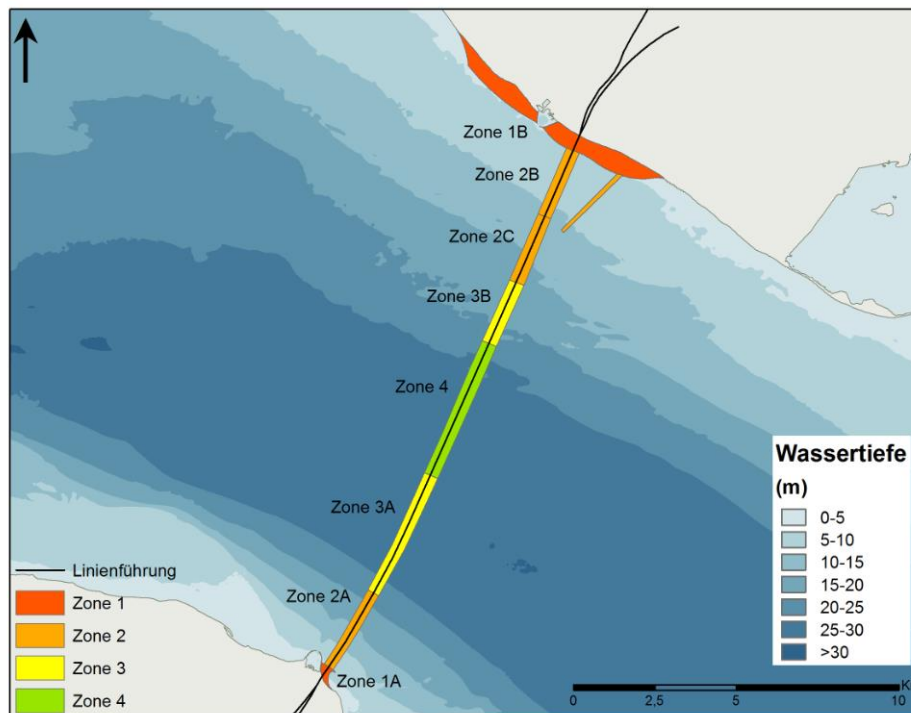 Zone 1B
Zone 2B
Zone 2C
Zone 3B
Zone 4
Zone 3A
Zone 2A
Zone 1A
Linienführung
Zone 1
Zone 2
Zone 3
Zone 4
Wassertiefe
(m)
0-5
5-10
10-15
15-20
20-25
25-30
>30
0 2,5 5 10